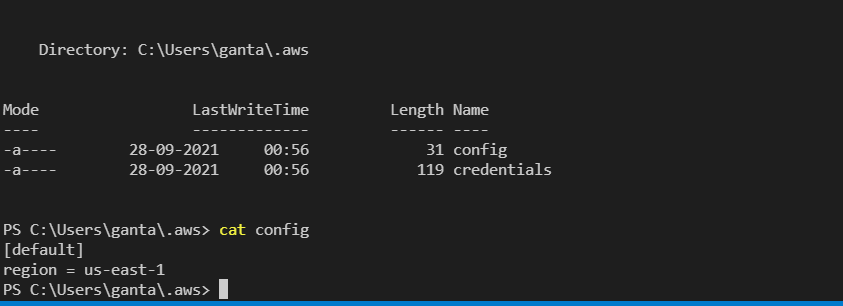 Directory: C:\Users\ganta\.aws
Mode LastWriteTime Length Name
---- ------------- ------ ----
-a---- 28-09-2021 00:56 31 config
-a---- 28-09-2021 00:56 119 credentials
PS C:\Users\ganta\.aws> cat config
[default]
region = us-east-1
PS C:\Users\ganta\.aws>